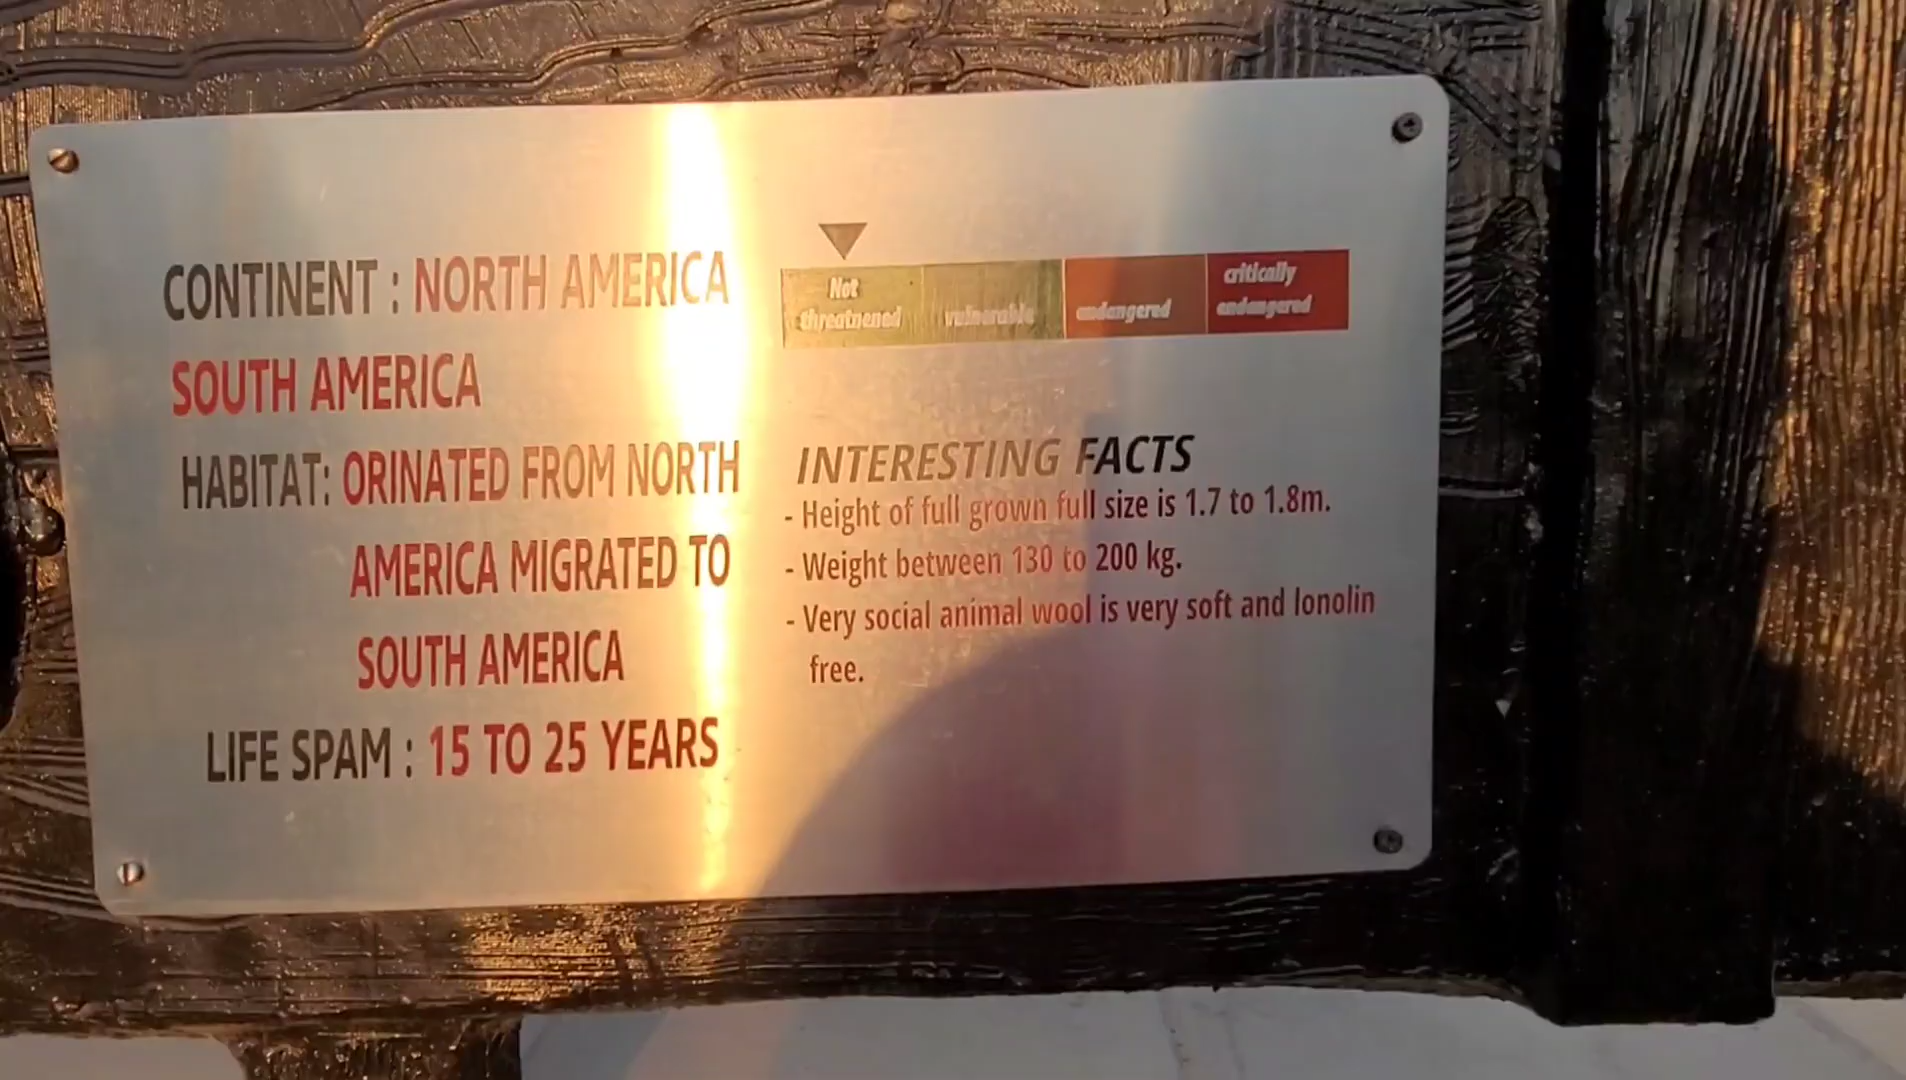 CONTINENT : NORTH AMERICA
SOUTH AMERICA
HABITAT: ORINATED FROM NORTH
AMERICA MIGRATED TO
SOUTH AMERICA
LIFE SPAM : 15 TO 25 YEARS
Not
threatnened
vulnerable
endangered
critically
endangered
INTERESTING FACTS
- Height of full grown full size is 1.7 to 1.8m.
- Weight between 130 to 200 kg.
- Very social animal wool is very soft and lonolin
free.